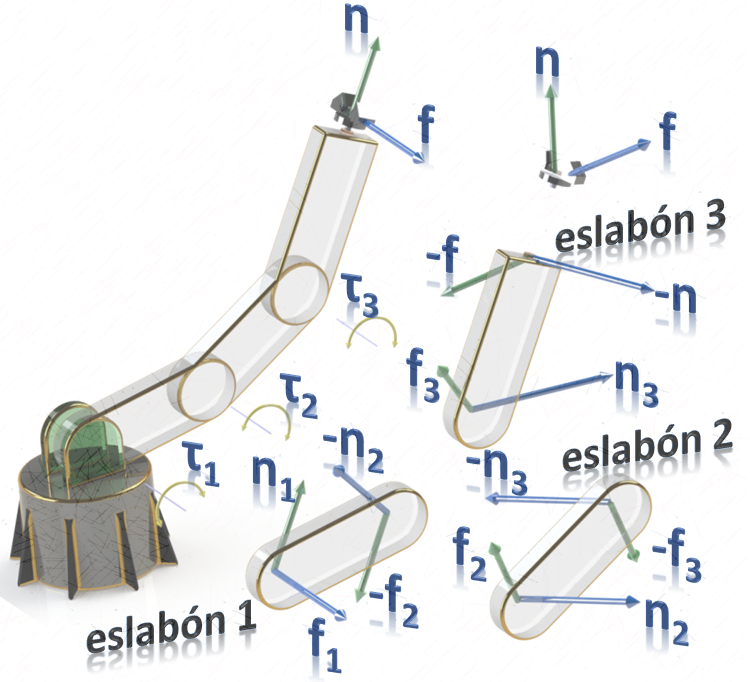 n
f
n
f
eslabón 3
-f
-n
τ₃
f₃
n₃
τ₂
-n₂
eslabón 2
τ₁
n₁
-n₃
f₂
-f₃
-f₂
n₂
eslabón 1
f₁